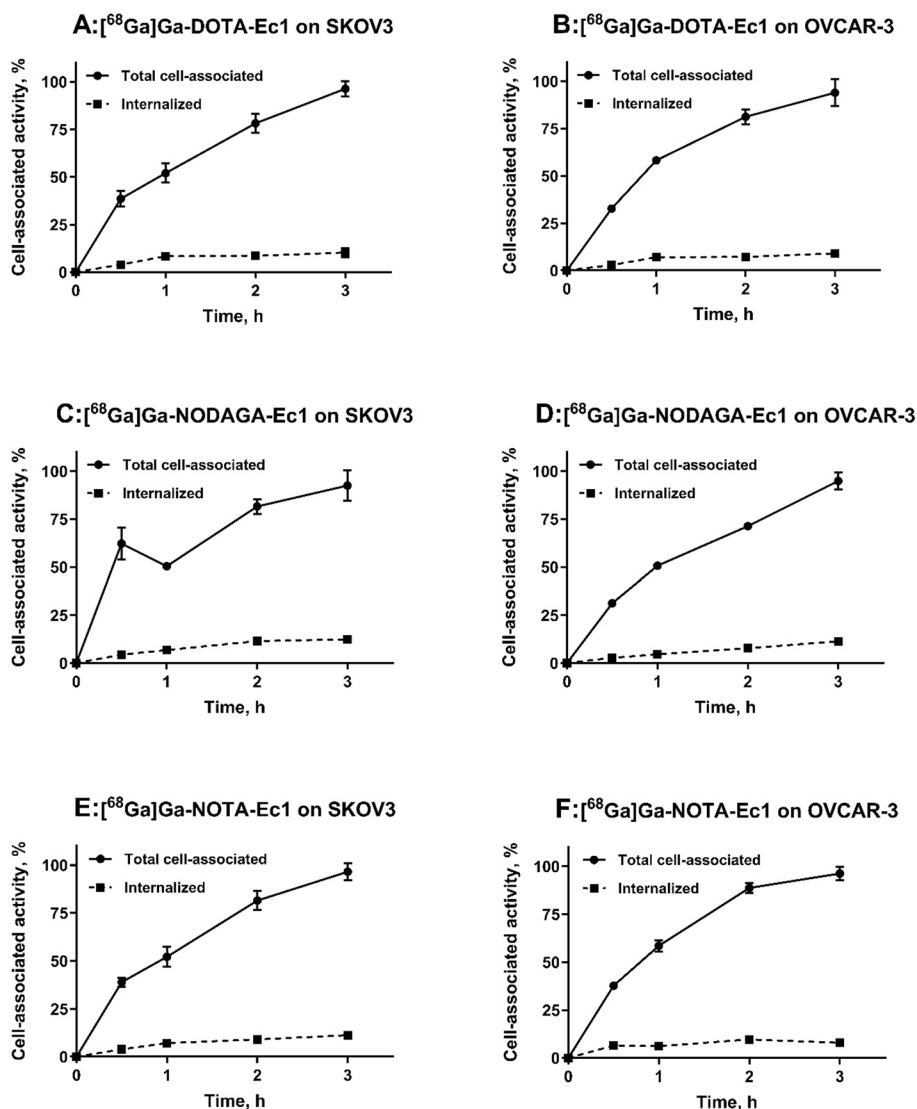 A:[⁶⁸Ga]Ga-DOTA-Ec1 on SKOV3
Cell-associated activity, %
100
75
50
25
0
Total cell-associated
Internalized
0 1 2 3
Time, h
B:[⁶⁸Ga]Ga-DOTA-Ec1 on OVCAR-3
Cell-associated activity, %
100
75
50
25
0
Total cell-associated
Internalized
0 1 2 3
Time, h
C:[⁶⁸Ga]Ga-NODAGA-Ec1 on SKOV3
Cell-associated activity, %
100
75
50
25
0
Total cell-associated
Internalized
0 1 2 3
Time, h
D:[⁶⁸Ga]Ga-NODAGA-Ec1 on OVCAR-3
Cell-associated activity, %
100
75
50
25
0
Total cell-associated
Internalized
0 1 2 3
Time, h
E:[⁶⁸Ga]Ga-NOTA-Ec1 on SKOV3
Cell-associated activity, %
100
75
50
25
0
Total cell-associated
Internalized
0 1 2 3
Time, h
F:[⁶⁸Ga]Ga-NOTA-Ec1 on OVCAR-3
Cell-associated activity, %
100
75
50
25
0
Total cell-associated
Internalized
0 1 2 3
Time, h